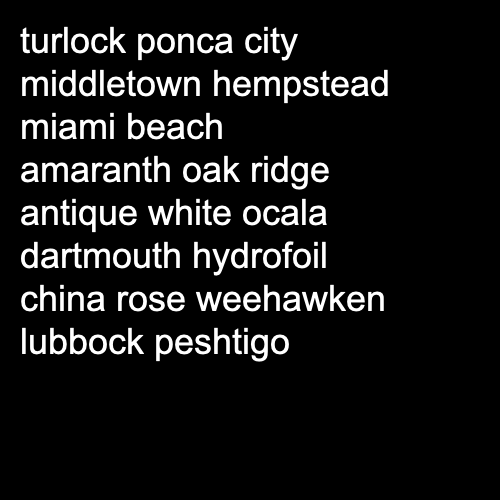 turlock ponca city
middletown hempstead
miami beach
amaranth oak ridge
antique white ocala
dartmouth hydrofoil
china rose weehawken
lubbock peshtigo